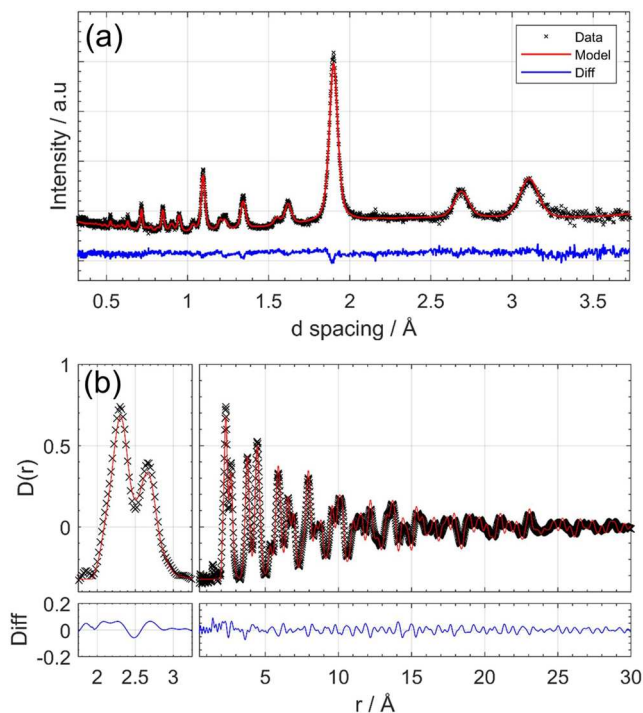 (a)
Data
Model
Diff
Intensity / a.u
0.5 1 1.5 2 2.5 3 3.5
d spacing / Å
(b)
1
0.5
0
D(r)
0.2
0
-0.2
Diff
2 2.5 3 5 10 15 20 25 30
r / Å